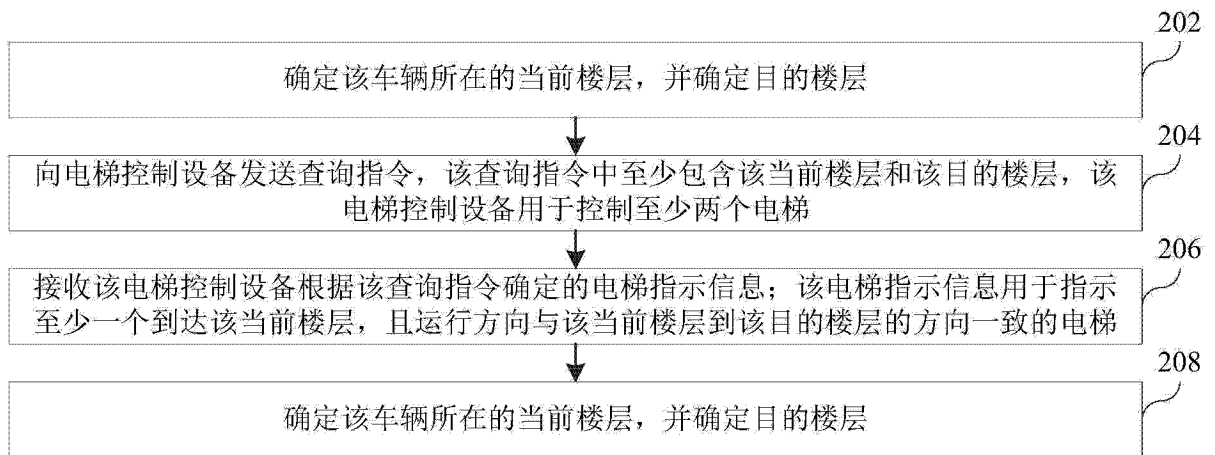 202
确定该车辆所在的当前楼层，并确定目的楼层
204
向电梯控制设备发送查询指令，该查询指令中至少包含该当前楼层和该目的楼层，该
电梯控制设备用于控制至少两个电梯
206
接收该电梯控制设备根据该查询指令确定的电梯指示信息；该电梯指示信息用于指示
至少一个到达该当前楼层，且运行方向与该当前楼层到该目的楼层的方向一致的电梯
208
确定该车辆所在的当前楼层，并确定目的楼层